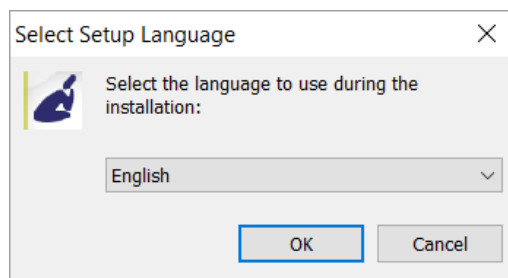 Select Setup Language
Select the language to use during the
installation:
English
OK
Cancel